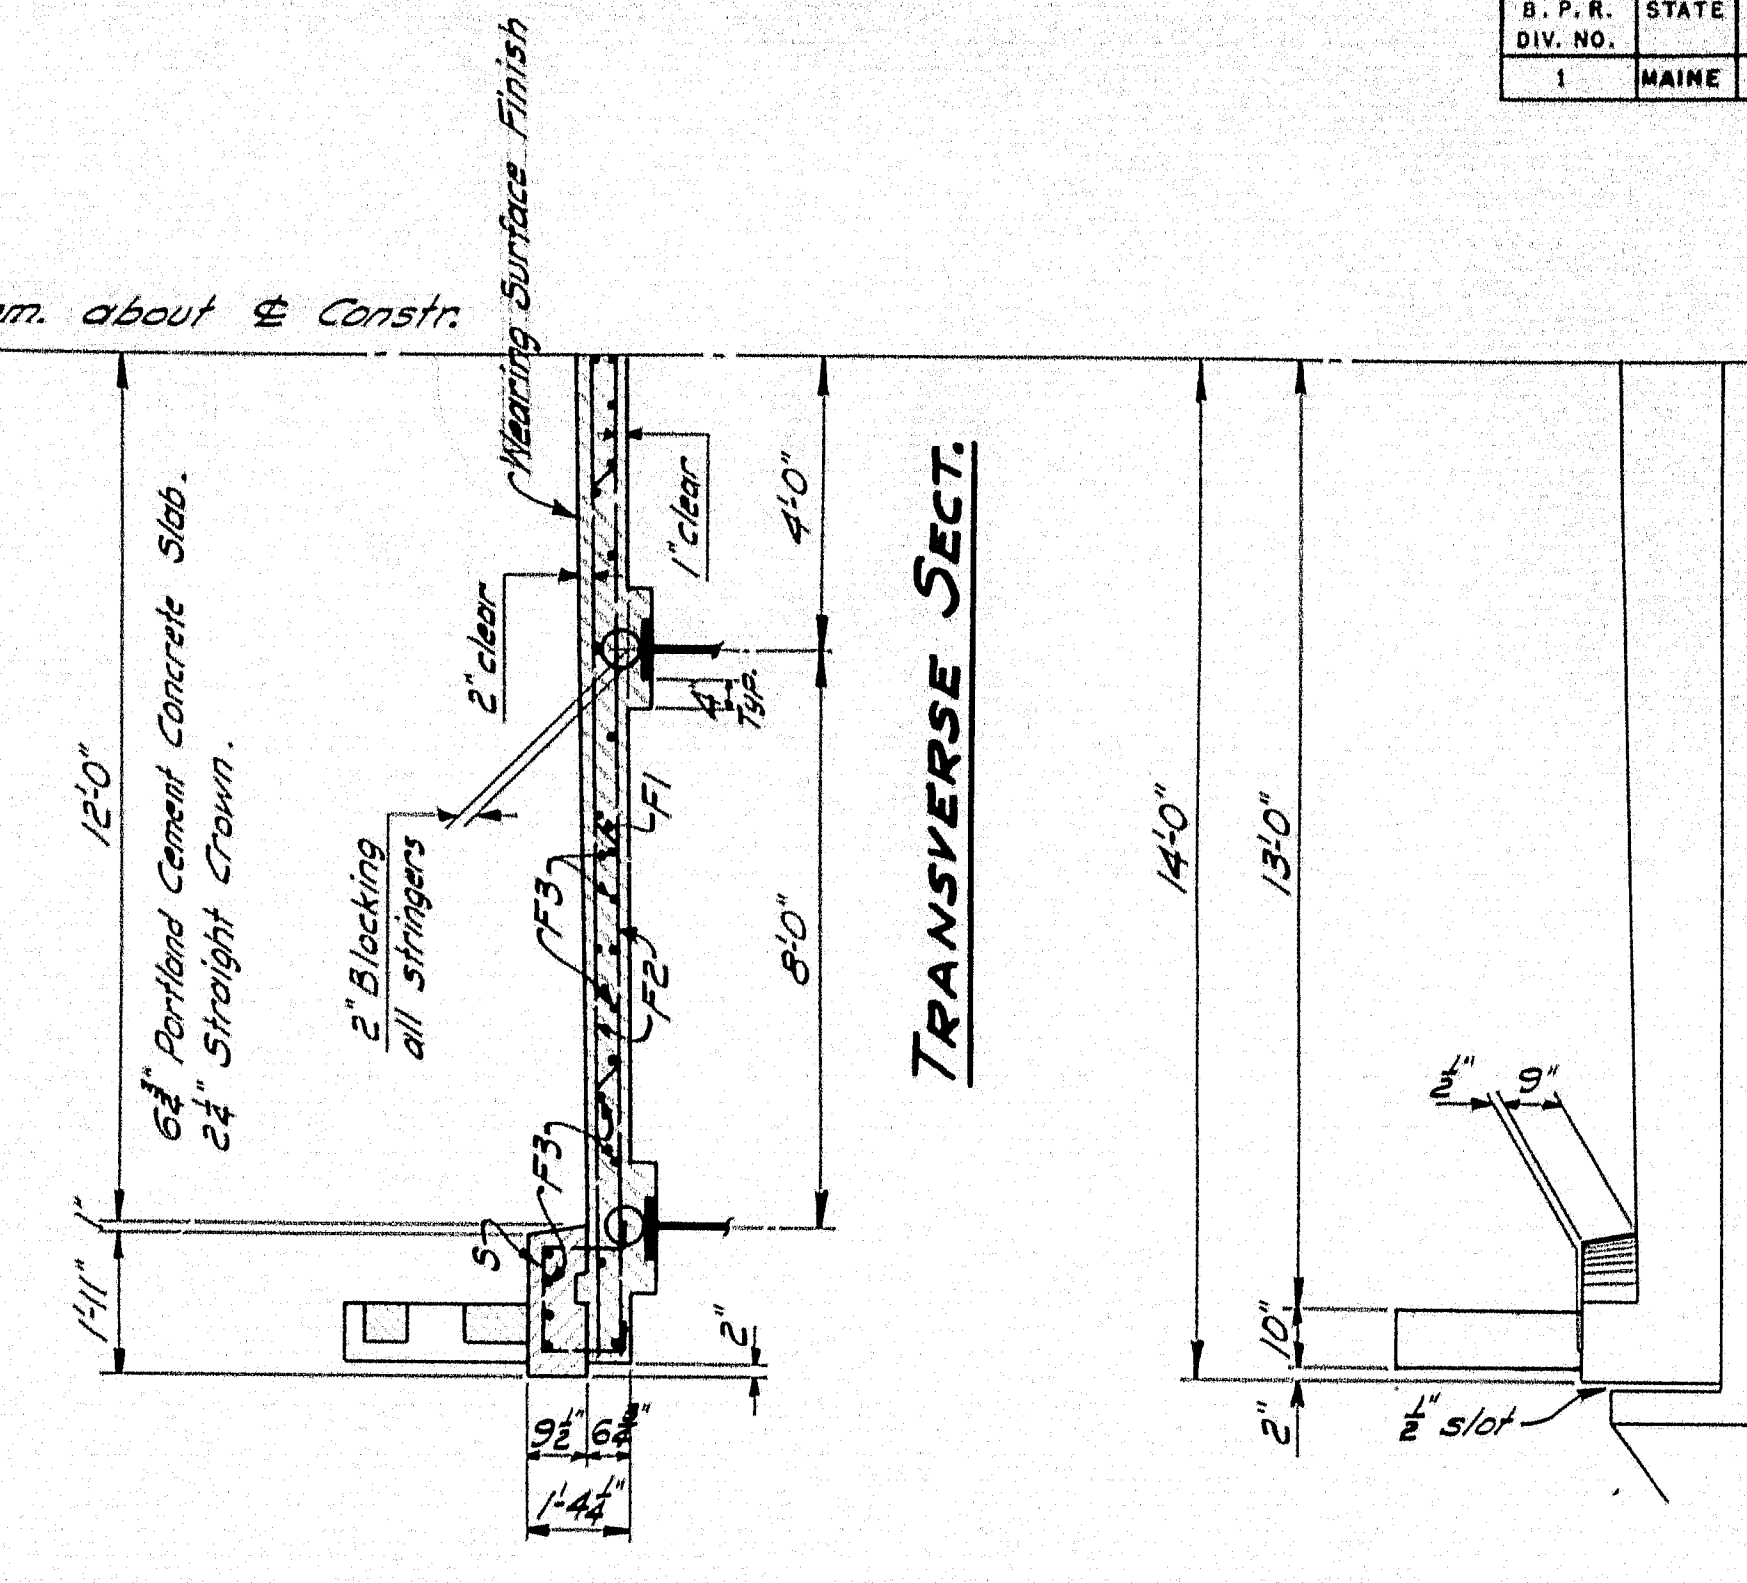 B. P. R.
DIV. NO.
STATE
1
MAINE
m. about ℄ Constr.
Wearing Surface Finish
12'-0"
6¾" Portland Cement Concrete Slab.
2¼" Straight Crown.
2" clear
1" clear
4'-0"
4"
Typ.
2" Blocking
all stringers
F3
F1
F2
8'-0"
TRANSVERSE SECT.
14'-0"
13'-0"
½"
9"
1"
1'-11"
S
F3
2"
9½"
1'-4¼"
10"
2"
½" slot